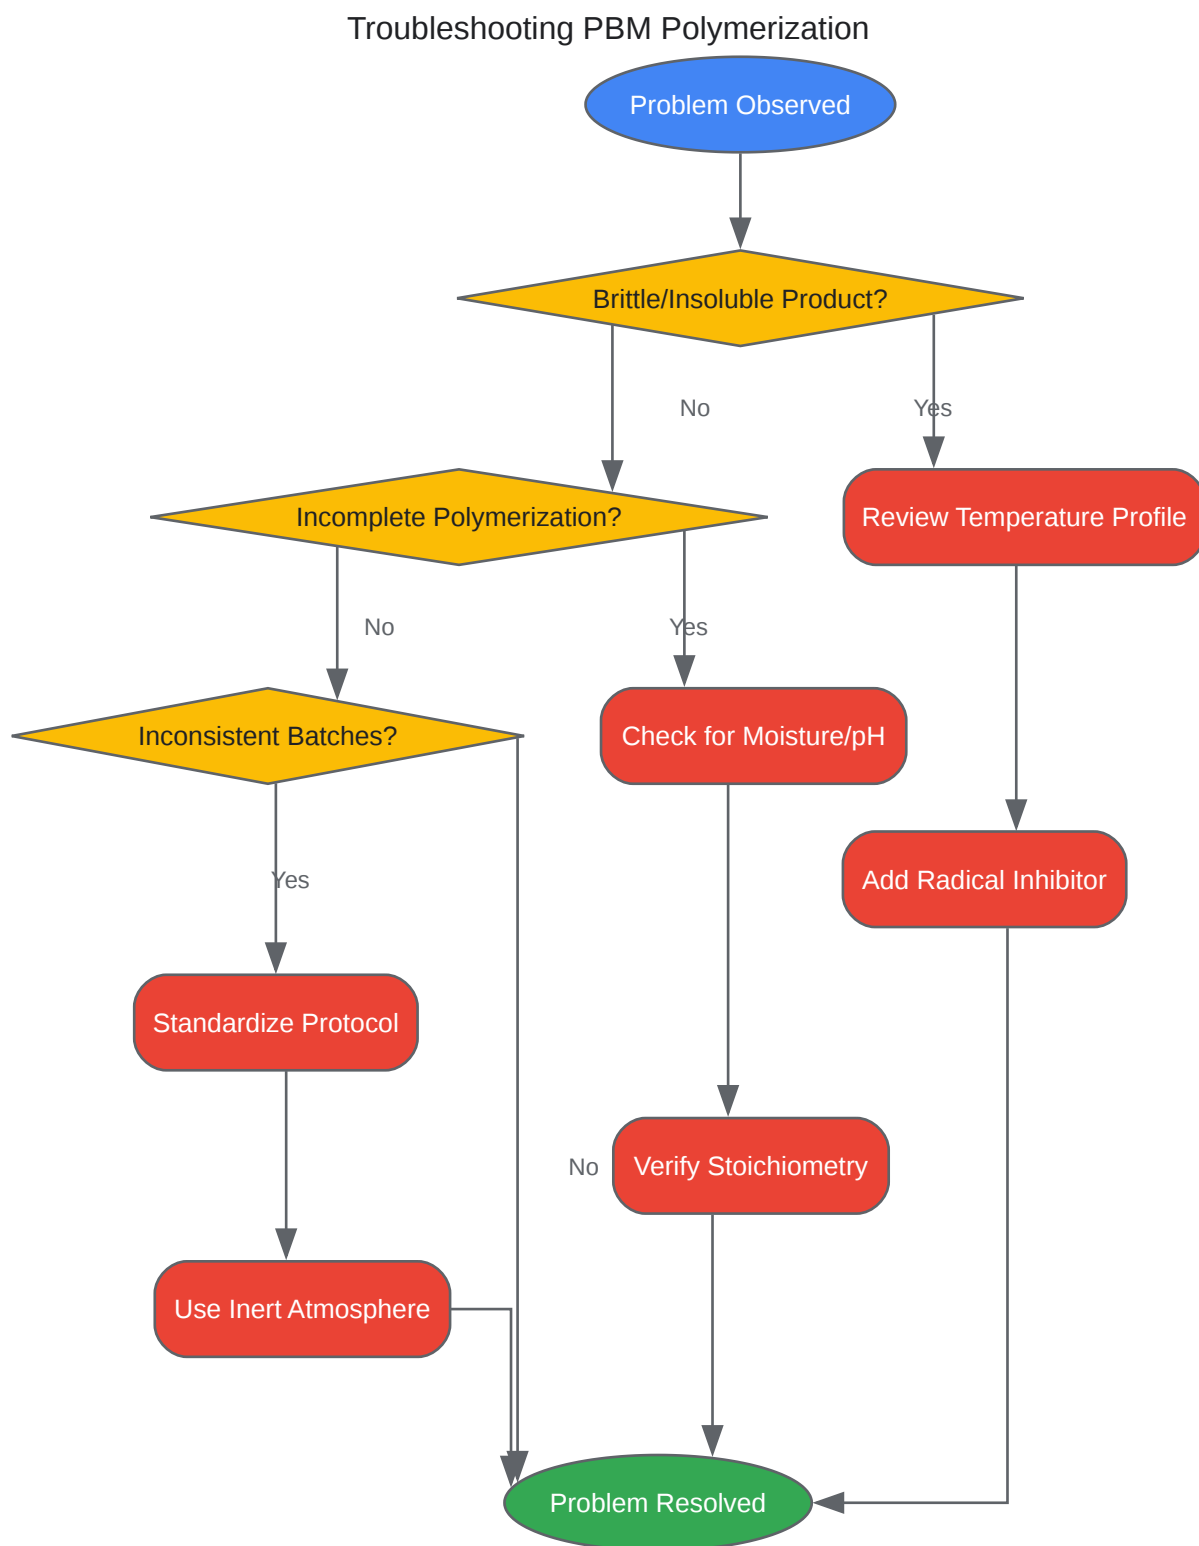 Troubleshooting PBM Polymerization
Problem Observed
Brittle/Insoluble Product?
No
Yes
Incomplete Polymerization?
Review Temperature Profile
No
Yes
Inconsistent Batches?
Check for Moisture/pH
Yes
Add Radical Inhibitor
Standardize Protocol
No
Verify Stoichiometry
Use Inert Atmosphere
Problem Resolved